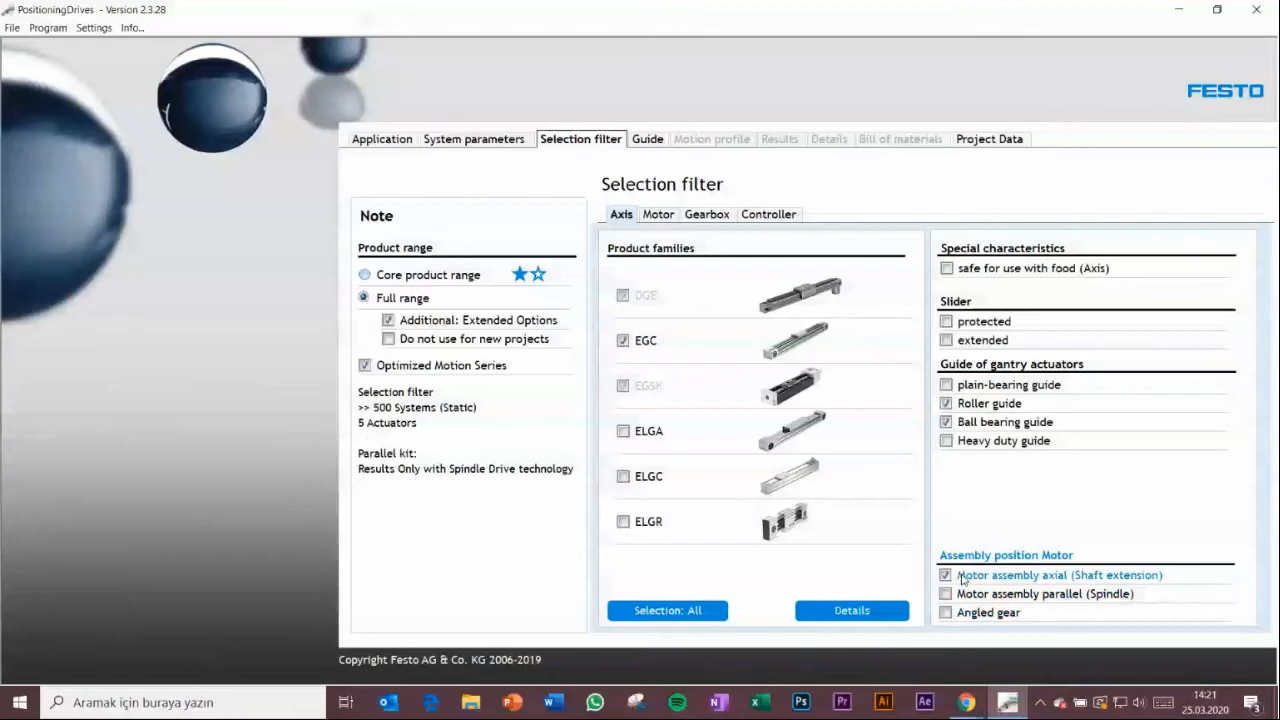 PositioningDrives - Version 2.3.28
File Program Settings Info...
FESTO
Application System parameters Selection filter Guide Motion profile Results Details Bill of materials Project Data
Selection filter
Note
Axis Motor Gearbox Controller
Product range
Core product range
Full range
Additional: Extended Options
Do not use for new projects
Optimized Motion Series
Selection filter
>> 500 Systems (Static)
5 Actuators
Parallel kit:
Results Only with Spindle Drive technology
Product families
DGE
EGC
EGSK
ELGA
ELGC
ELGR
Selection: All
Details
Special characteristics
safe for use with food (Axis)
Slider
protected
extended
Guide of gantry actuators
plain-bearing guide
Roller guide
Ball bearing guide
Heavy duty guide
Assembly position Motor
Motor assembly axial (Shaft extension)
Motor assembly parallel (Spindle)
Angled gear
Copyright Festo AG & Co. KG 2006-2019
Aramak için buraya yazın
14:21
25.03.2020
3